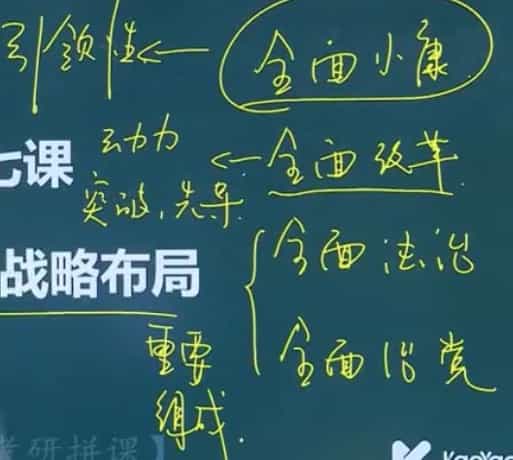 引领性← 全面小康
七课
动力
突破、先导 ← 全面改革
战略布局
全面法治
全面治党
重要
组成.
考研拼课】
KaoYao